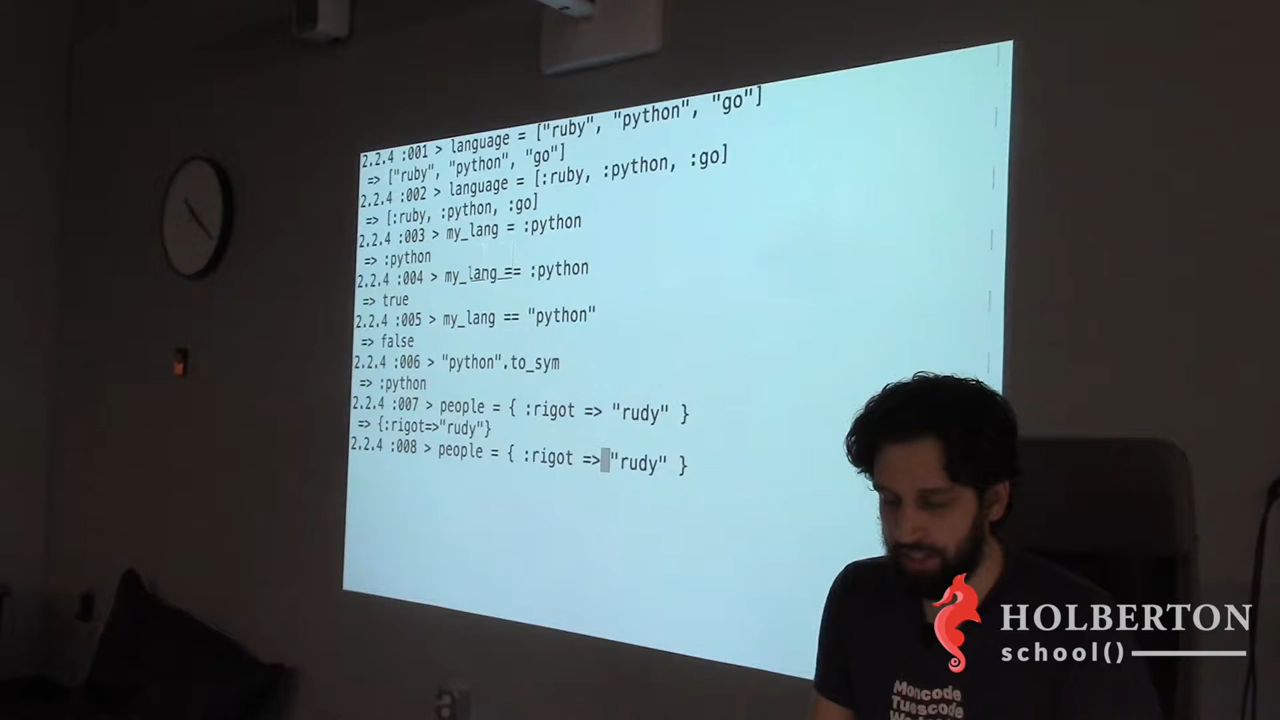 2.2.4 :001 > language = ["ruby", "python", "go"]
=> ["ruby", "python", "go"]
2.2.4 :002 > language = [:ruby, :python, :go]
=> [:ruby, :python, :go]
2.2.4 :003 > my_lang = :python
=> :python
2.2.4 :004 > my_lang == :python
=> true
2.2.4 :005 > my_lang == "python"
=> false
2.2.4 :006 > "python".to_sym
=> :python
2.2.4 :007 > people = { :rigot => "rudy" }
=> {:rigot=>"rudy"}
2.2.4 :008 > people = { :rigot => "rudy" }
HOLBERTON
school()
Moncode
Tuescode